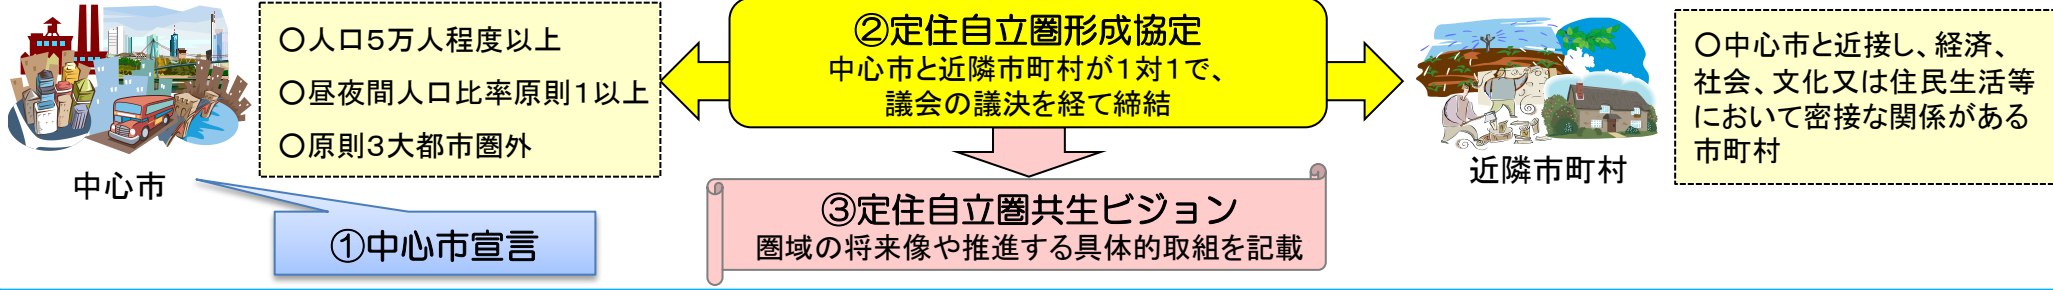 〇人口5万人程度以上
〇昼夜間人口比率原則1以上
〇原則3大都市圏外
中心市
①中心市宣言
②定住自立圏形成協定
中心市と近隣市町村が1対1で、
議会の議決を経て締結
③定住自立圏共生ビジョン
圏域の将来像や推進する具体的取組を記載
近隣市町村
〇中心市と近接し、経済、
社会、文化又は住民生活等
において密接な関係がある
市町村